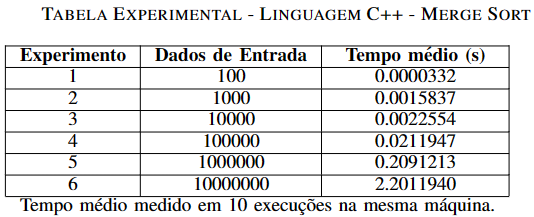 TABELA EXPERIMENTAL - LINGUAGEM C++ - MERGE SORT
Experimento Dados de Entrada Tempo médio (s)
1 100 0.0000332
2 1000 0.0015837
3 10000 0.0022554
4 100000 0.0211947
5 1000000 0.2091213
6 10000000 2.2011940
Tempo médio medido em 10 execuções na mesma máquina.